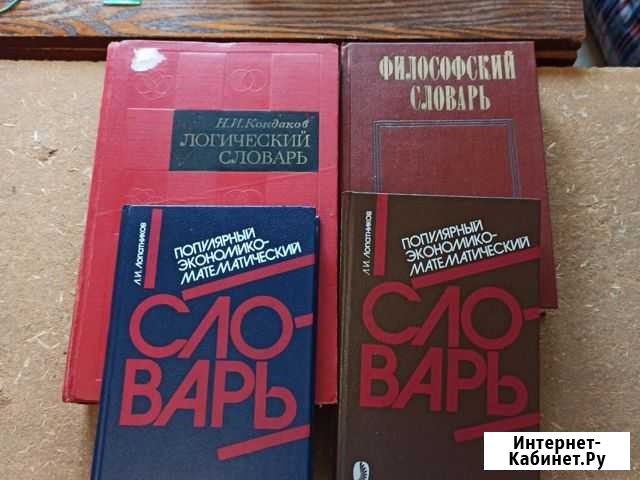 Н.И.Кондаков
ЛОГИЧЕСКИЙ
СЛОВАРЬ
ФИЛОСОФСКИЙ
СЛОВАРЬ
Л.И. Лопатников
ПОПУЛЯРНЫЙ
ЭКОНОМИКО-
МАТЕМАТИЧЕСКИЙ
СЛО-
ВАРЬ
Л.И. Лопатников
ПОПУЛЯРНЫЙ
ЭКОНОМИКО-
МАТЕМАТИЧЕСКИЙ
СЛО-
ВАРЬ
Интернет-
Кабинет.Ру